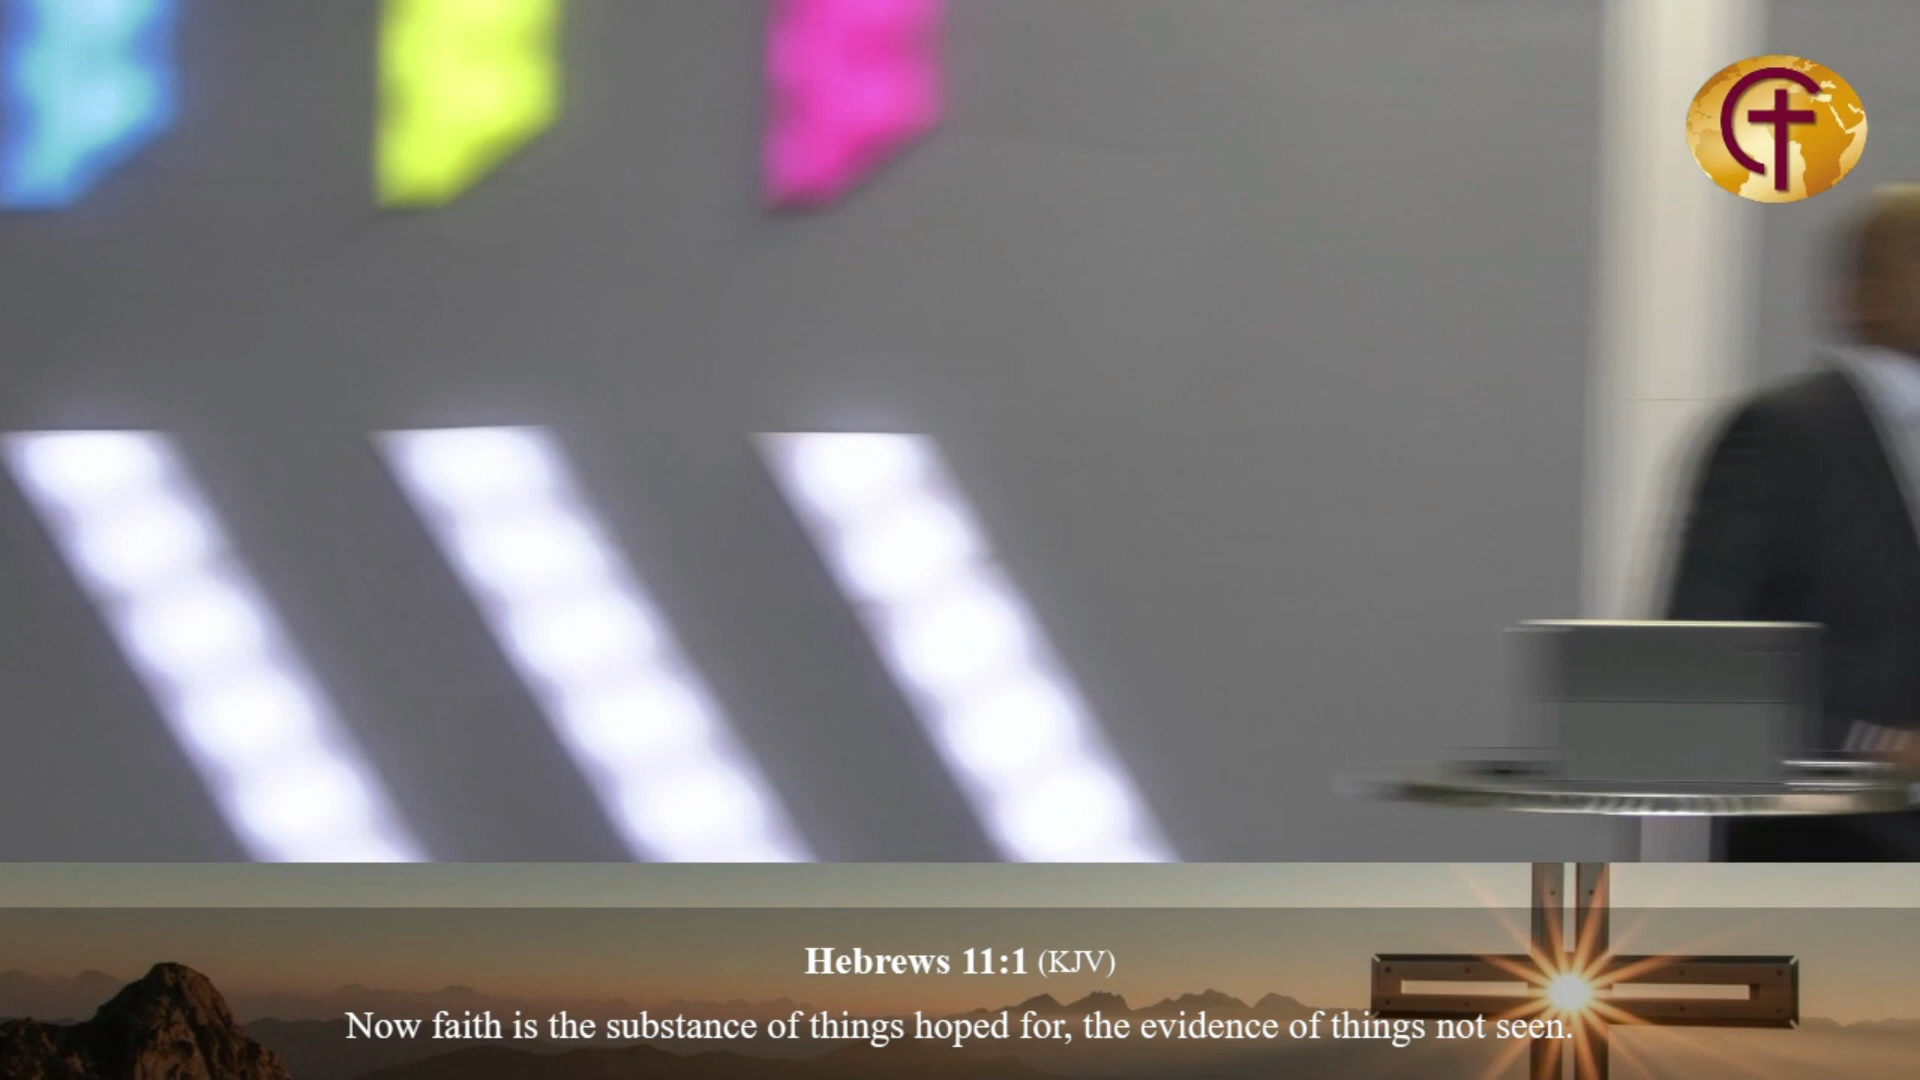 Hebrews 11:1 (KJV)
Now faith is the substance of things hoped for, the evidence of things not seen.